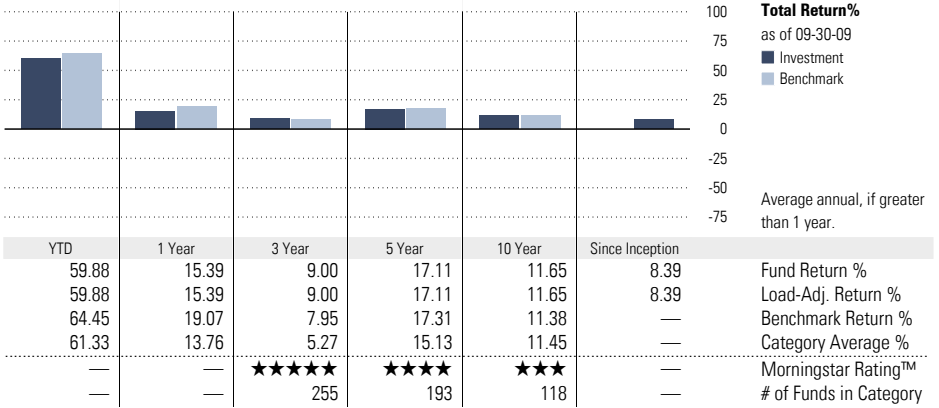 100
75
50
25
0
-25
-50
-75
Total Return%
as of 09-30-09
Investment
Benchmark
Average annual, if greater
than 1 year.
YTD 1 Year 3 Year 5 Year 10 Year Since Inception
59.88 15.39 9.00 17.11 11.65 8.39 Fund Return %
59.88 15.39 9.00 17.11 11.65 8.39 Load-Adj. Return %
64.45 19.07 7.95 17.31 11.38 — Benchmark Return %
61.33 13.76 5.27 15.13 11.45 — Category Average %
— — ★★★★★ ★★★★ ★★★ — Morningstar Rating™
— — 255 193 118 — # of Funds in Category